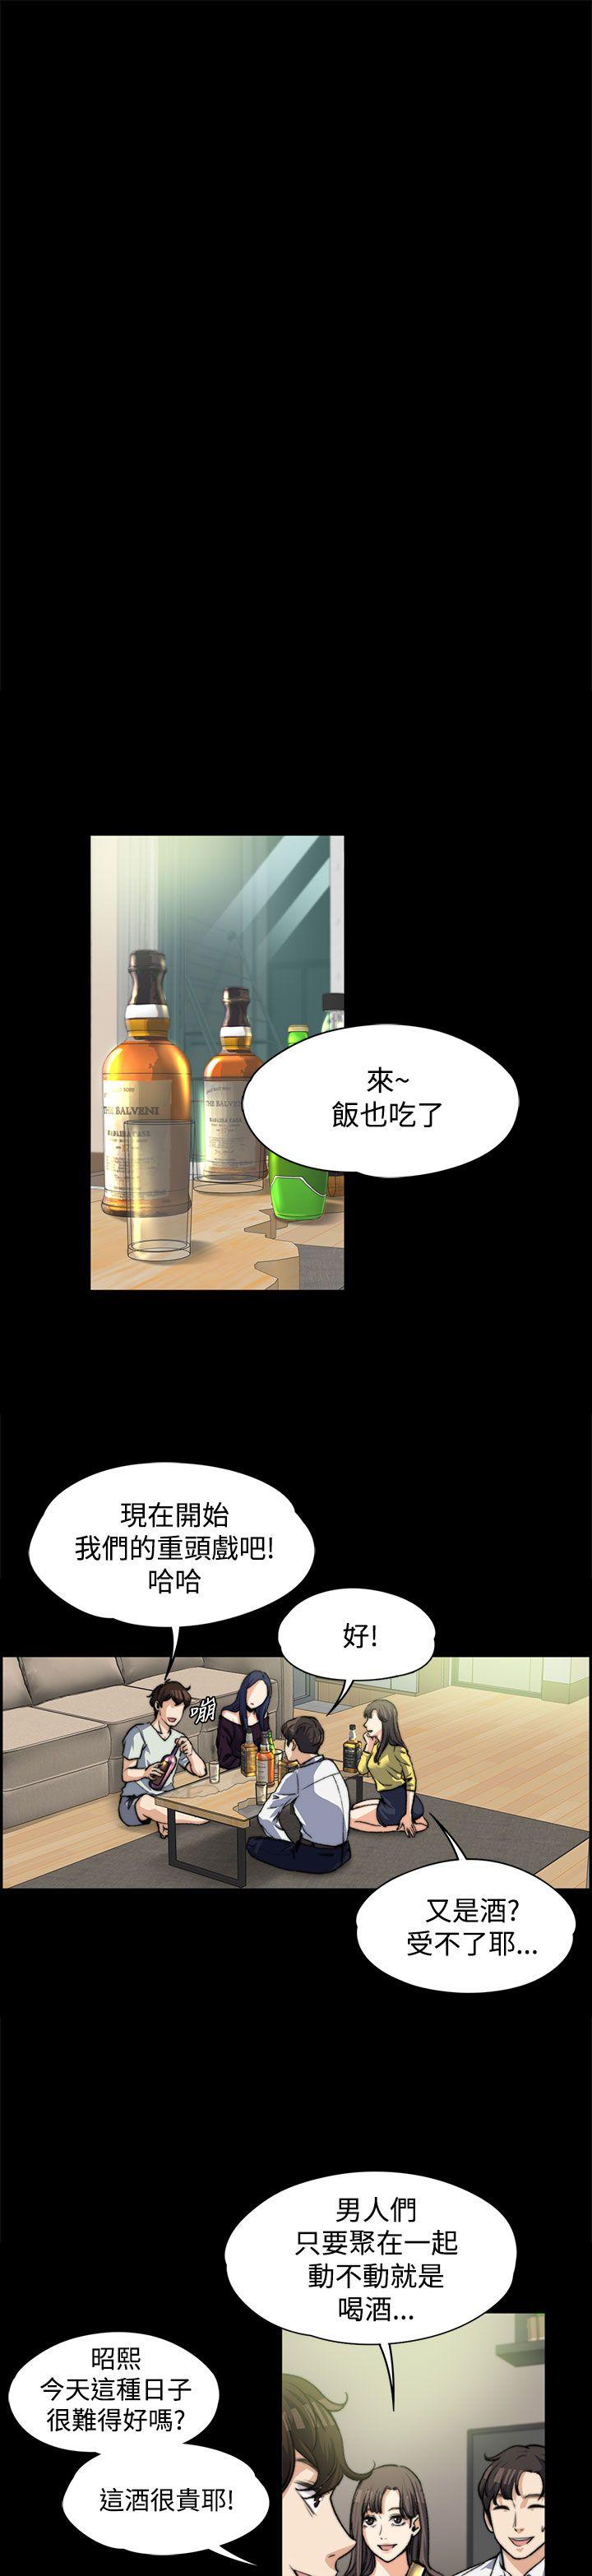 THE BALVENI
THE BALVENI
來~
飯也吃了
現在開始
我們的重頭戲吧!
哈哈
好!
嘣
又是酒?
受不了耶...
男人們
只要聚在一起
動不動就是
喝酒...
昭熙
今天這種日子
很難得好嗎?
這酒很貴耶!